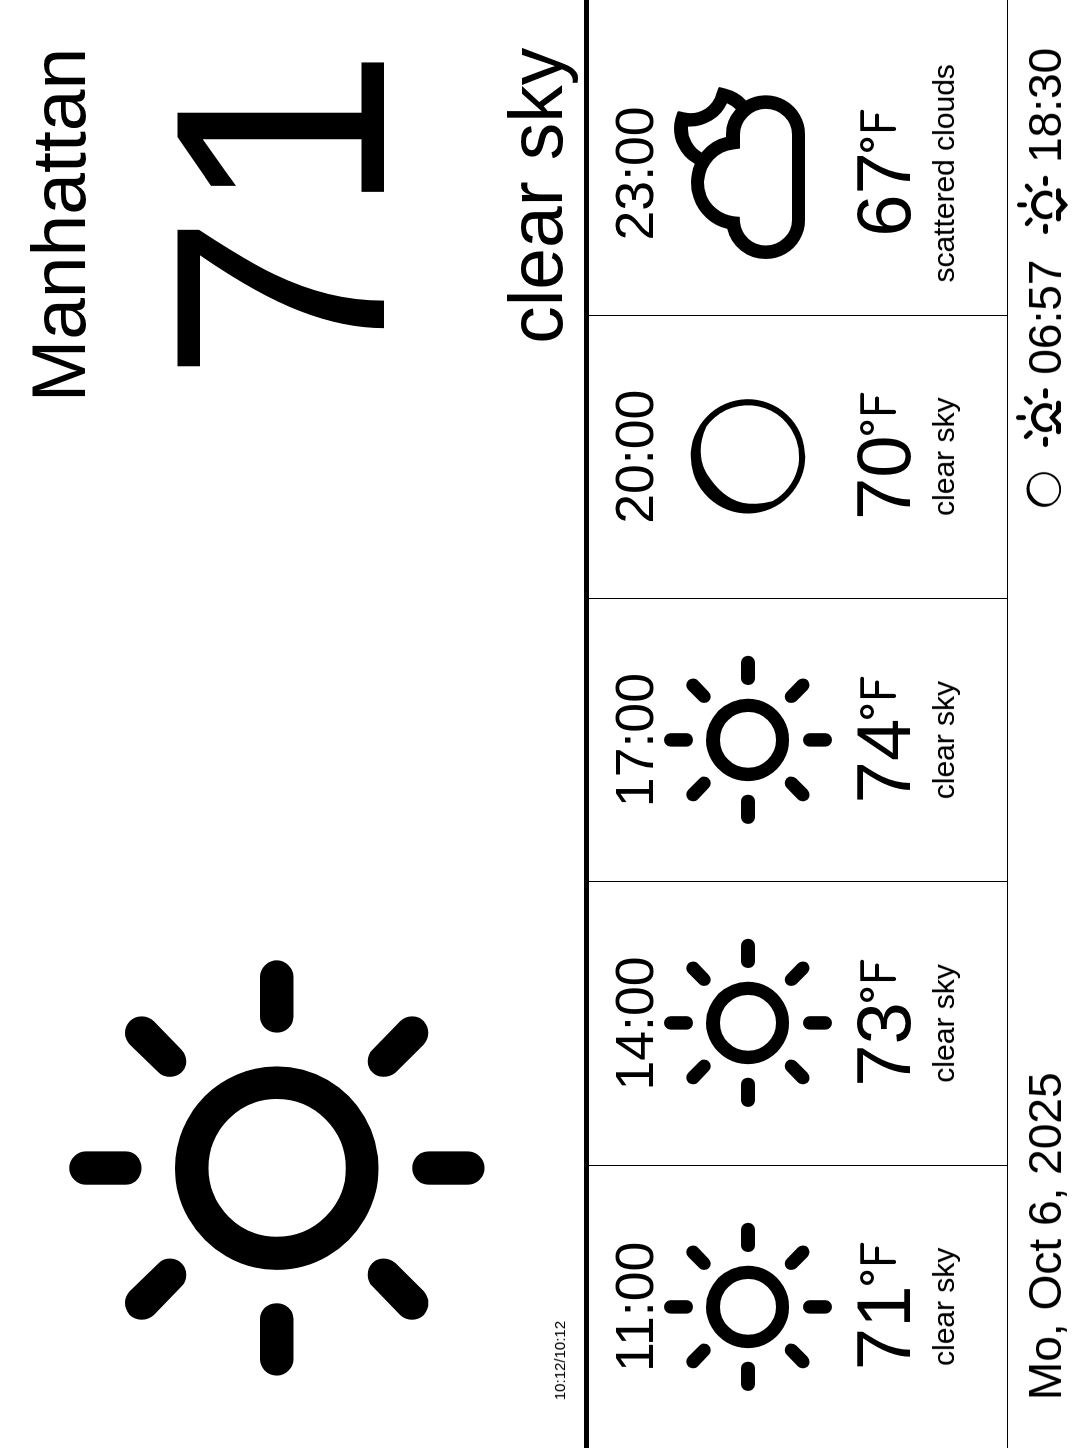 Manhattan
71
clear sky
10:12/10:12
11:00
71°F
clear sky
14:00
73°F
clear sky
17:00
74°F
clear sky
20:00
70°F
clear sky
23:00
67°F
scattered clouds
Mo, Oct 6, 2025
06:57 18:30